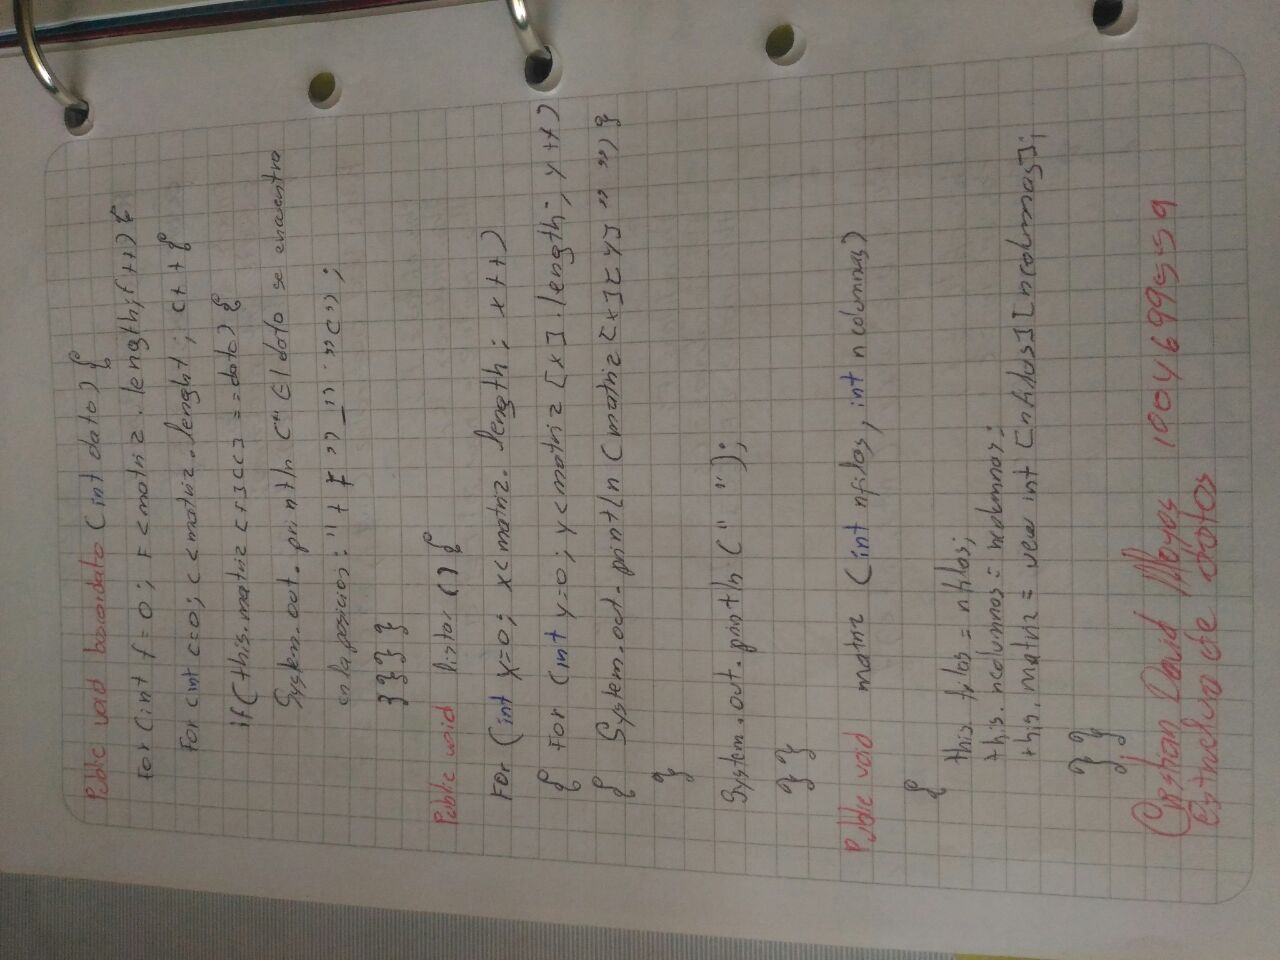 Public void buscardato (int dato) {
For (int f = 0; f < matriz.length; f++) {
For (int c=0; c < matriz.lenght; c++ {
if (this.matriz [f][c] == dato) {
System.out.println ("El dato se encuentra
en la posicion: " + f
} } } }
Public void listar () {
For (int x=0; x < matriz.length; x++)
{ For (int y=0; y < matriz [x].length; y++)
{ System.out.println (matriz [x][y] " ") }
}
System.out.println (" ");
} }
Public void matriz (int nfilas, int ncolumnas)
{
this.filas = nfilas;
this.ncolumnas = ncolumnas;
this.matriz = new int [nfilas][ncolumnas];
} }
}
Cristian David Hoyos 1004699559
Estructura de datos